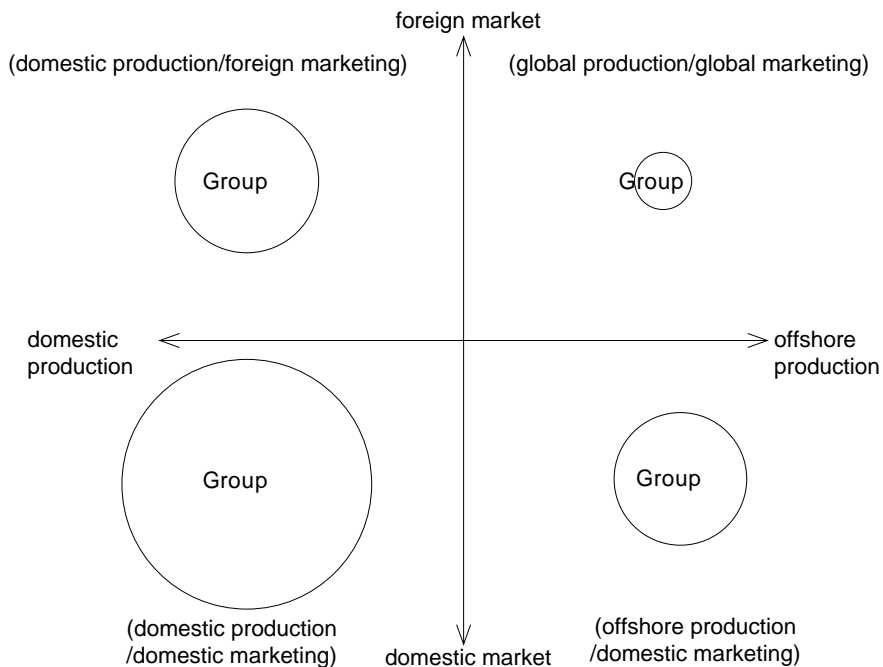 foreign market
(domestic production/foreign marketing)
(global production/global marketing)
Group
Group
domestic
production
offshore
production
Group
Group
(domestic production
/domestic marketing)
domestic market
(offshore production
/domestic marketing)